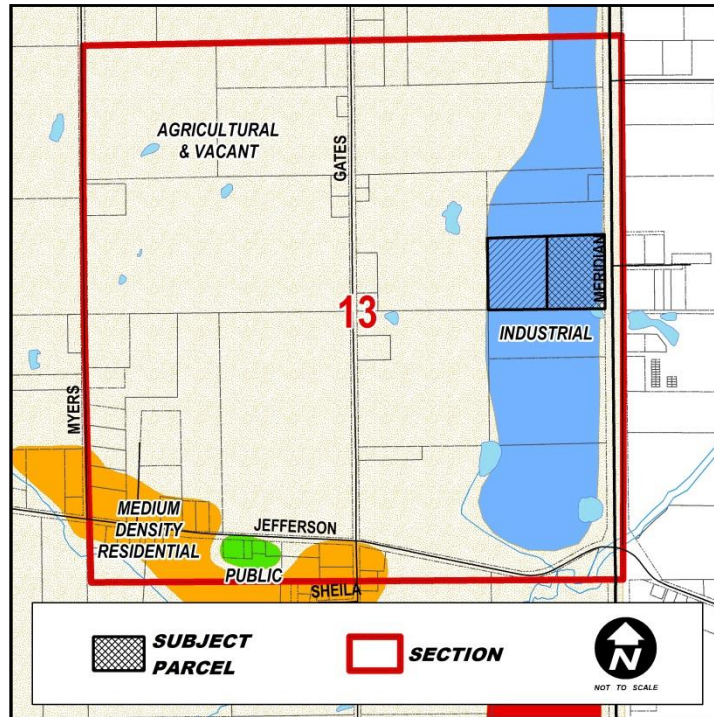 AGRICULTURAL
& VACANT
GATES
MERIDIAN
13
INDUSTRIAL
MYERS
MEDIUM
DENSITY
RESIDENTIAL
JEFFERSON
PUBLIC
SHEILA
SUBJECT
PARCEL
SECTION
N
NOT TO SCALE